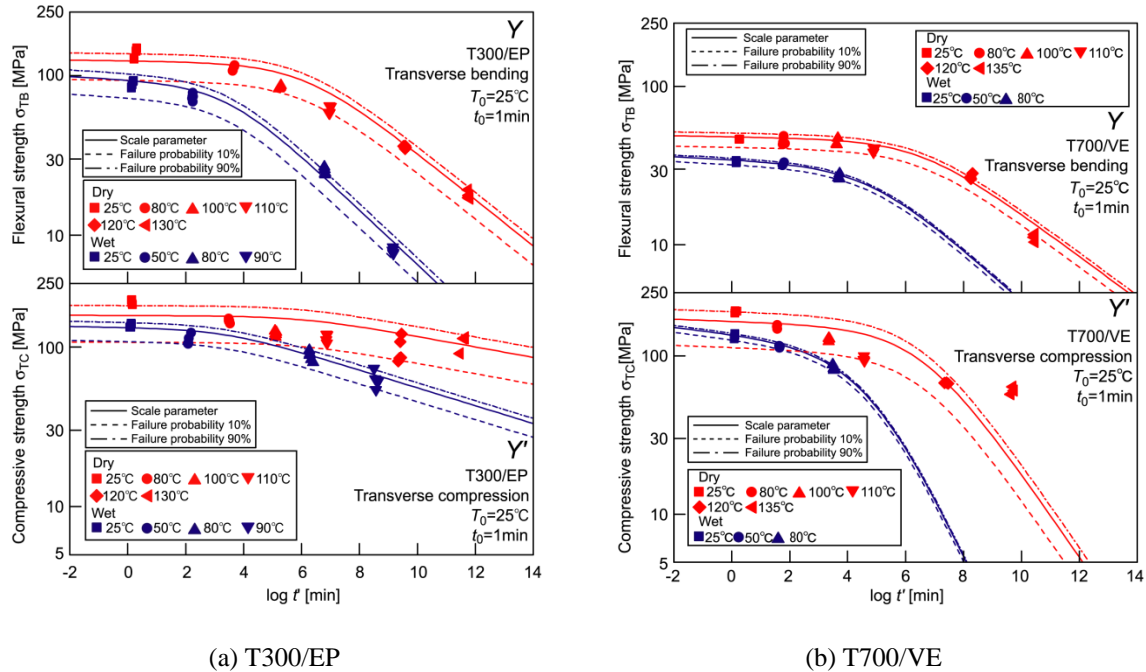 250
100
30
10
Flexural strength σTB [MPa]
Y
T300/EP
Transverse bending
T0=25℃
t0=1min
Scale parameter
Failure probability 10%
Failure probability 90%
Dry
25℃ 80℃ 100℃ 110℃
120℃ 130℃
Wet
25℃ 50℃ 80℃ 90℃
250
100
30
10
5
Compressive strength σTC [MPa]
Scale parameter
Failure probability 10%
Failure probability 90%
Y'
T300/EP
Transverse compression
T0=25℃
t0=1min
Dry
25℃ 80℃ 100℃ 110℃
120℃ 130℃
Wet
25℃ 50℃ 80℃ 90℃
-2 0 2 4 6 8 10 12 14
log t' [min]
(a) T300/EP
250
100
30
10
Flexural strength σTB [MPa]
Dry
25℃ 80℃ 100℃ 110℃
120℃ 135℃
Wet
25℃ 50℃ 80℃
Y
T700/VE
Transverse bending
T0=25℃
t0=1min
Scale parameter
Failure probability 10%
Failure probability 90%
250
100
30
10
5
Compressive strength σTC[MPa]
Y'
T700/VE
Transverse compression
T0=25℃
t0=1min
Scale parameter
Failure probability 10%
Failure probability 90%
Dry
25℃ 80℃ 100℃ 110℃
120℃ 135℃
Wet
25℃ 50℃ 80℃
-2 0 2 4 6 8 10 12 14
log t' [min]
(b) T700/VE